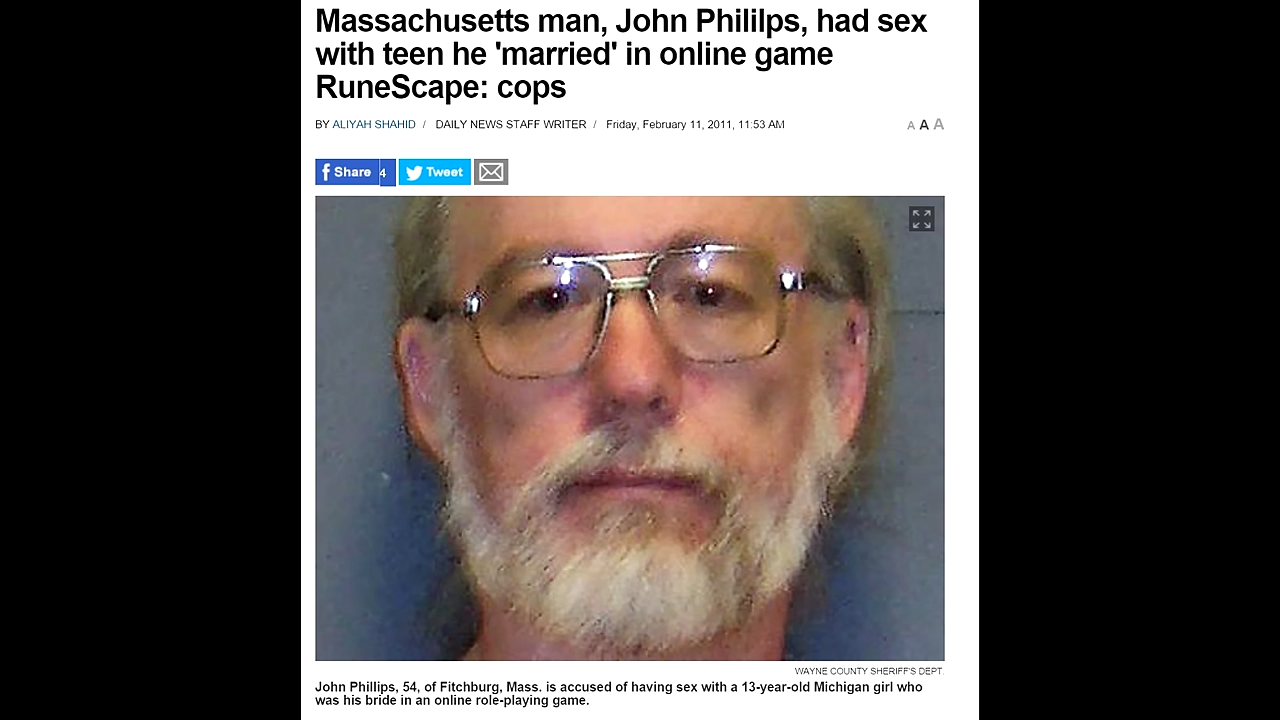 Massachusetts man, John Phililps, had sex
with teen he 'married' in online game
RuneScape: cops
BY ALIYAH SHAHID / DAILY NEWS STAFF WRITER / Friday, February 11, 2011, 11:53 AM
A A A
Share 4 Tweet
WAYNE COUNTY SHERIFF'S DEPT.
John Phillips, 54, of Fitchburg, Mass. is accused of having sex with a 13-year-old Michigan girl who
was his bride in an online role-playing game.